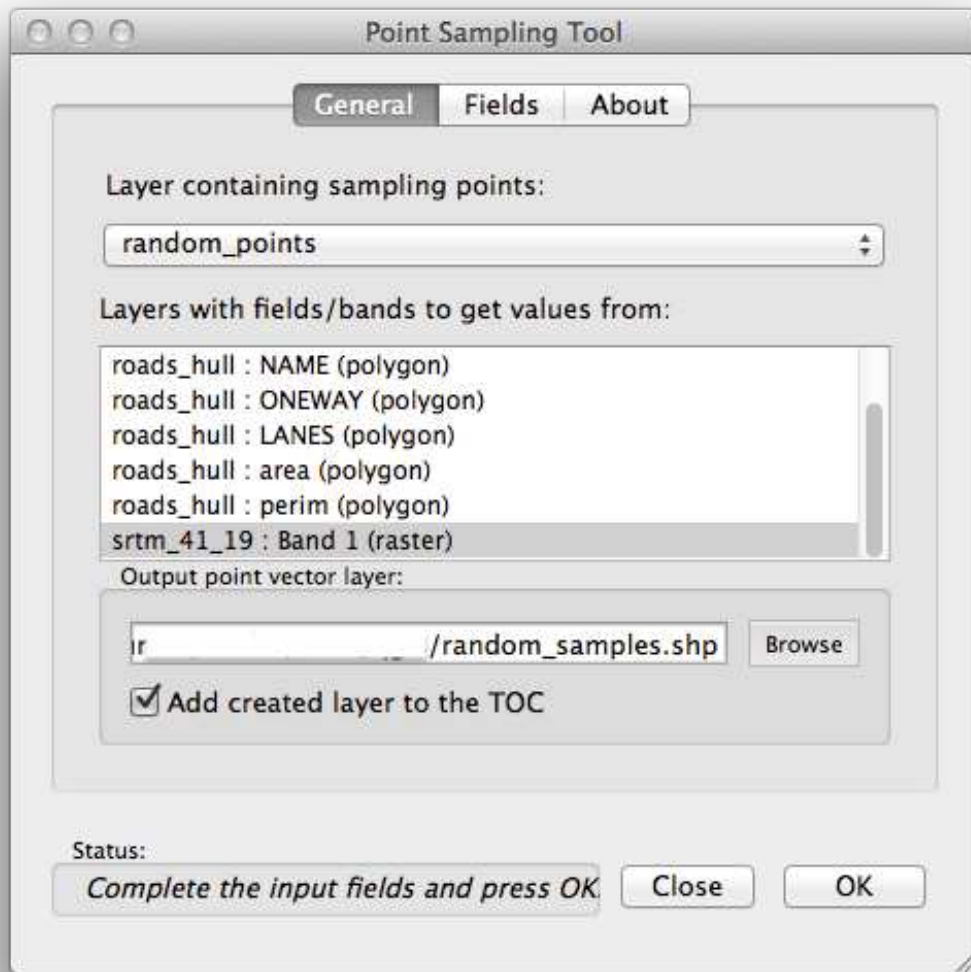 Point Sampling Tool
General Fields About
Layer containing sampling points:
random_points
Layers with fields/bands to get values from:
roads_hull : NAME (polygon)
roads_hull : ONEWAY (polygon)
roads_hull : LANES (polygon)
roads_hull : area (polygon)
roads_hull : perim (polygon)
srtm_41_19 : Band 1 (raster)
Output point vector layer:
/random_samples.shp Browse
Add created layer to the TOC
Status:
Complete the input fields and press OK. Close OK